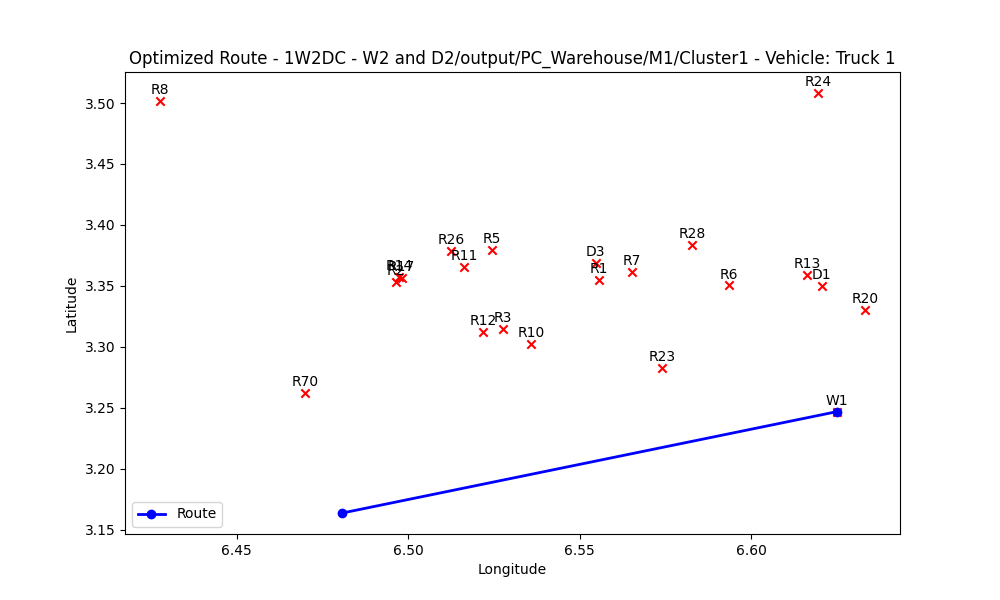 Optimized Route - 1W2DC - W2 and D2/output/PC_Warehouse/M1/Cluster1 - Vehicle: Truck 1
R8
R24
3.50
3.45
3.40
R26
R5
R28
R11
D3
R1
R7
R13
D1
R6
R14
R17
3.35
R20
R12
R3
R10
3.30
R23
R70
3.25
W1
3.20
3.15
Route
6.45
6.50
6.55
6.60
Longitude
Latitude